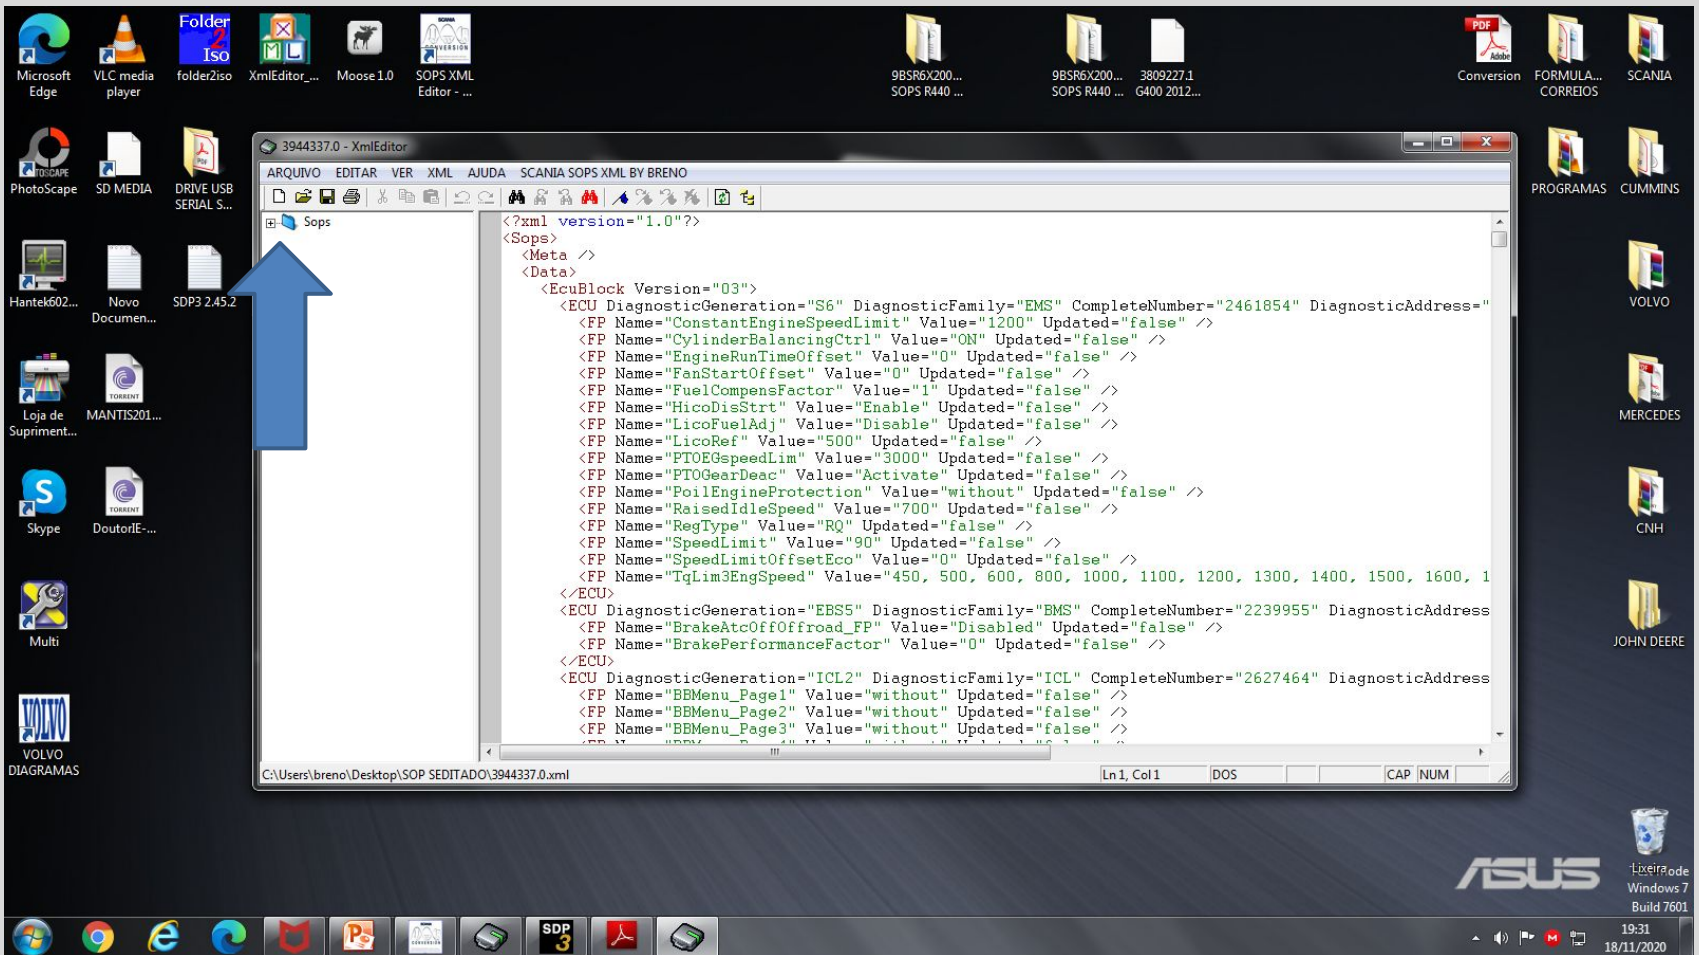 Microsoft
Edge
VLC media
player
Folder
2
Iso
folder2iso
XmlEditor_...
Moose 1.0
SOPS XML
Editor - ...
9BSR6X200...
SOPS R440 ...
9BSR6X200...
SOPS R440 ...
3809227.1
G400 2012...
Conversion
FORMULA...
CORREIOS
SCANIA
PhotoScape
SD MEDIA
DRIVE USB
SERIAL S...
PROGRAMAS
CUMMINS
Hantek602...
Novo
Documen...
SDP3 2.45.2
VOLVO
Loja de
Supriment...
MANTIS201...
MERCEDES
Skype
DoutorIE-...
CNH
Multi
JOHN DEERE
VOLVO
VOLVO
DIAGRAMAS
3944337.0 - XmlEditor
ARQUIVO EDITAR VER XML AJUDA SCANIA SOPS XML BY BRENO
Sops
<?xml version="1.0"?>
<Sops>
<Meta />
<Data>
<EcuBlock Version="03">
<ECU DiagnosticGeneration="S6" DiagnosticFamily="EMS" CompleteNumber="2461854" DiagnosticAddress="
<FP Name="ConstantEngineSpeedLimit" Value="1200" Updated="false" />
<FP Name="CylinderBalancingCtrl" Value="ON" Updated="false" />
<FP Name="EngineRunTimeOffset" Value="0" Updated="false" />
<FP Name="FanStartOffset" Value="0" Updated="false" />
<FP Name="FuelCompensFactor" Value="1" Updated="false" />
<FP Name="HicoDisStrt" Value="Enable" Updated="false" />
<FP Name="LicoFuelAdj" Value="Disable" Updated="false" />
<FP Name="LicoRef" Value="500" Updated="false" />
<FP Name="PTOEGspeedLim" Value="3000" Updated="false" />
<FP Name="PTOGearDeac" Value="Activate" Updated="false" />
<FP Name="PoilEngineProtection" Value="without" Updated="false" />
<FP Name="RaisedIdleSpeed" Value="700" Updated="false" />
<FP Name="RegType" Value="RQ" Updated="false" />
<FP Name="SpeedLimit" Value="90" Updated="false" />
<FP Name="SpeedLimitOffsetEco" Value="0" Updated="false" />
<FP Name="TqLim3EngSpeed" Value="450, 500, 600, 800, 1000, 1100, 1200, 1300, 1400, 1500, 1600, 1
</ECU>
<ECU DiagnosticGeneration="EBS5" DiagnosticFamily="BMS" CompleteNumber="2239955" DiagnosticAddress
<FP Name="BrakeAtcOffOffroad_FP" Value="Disabled" Updated="false" />
<FP Name="BrakePerformanceFactor" Value="0" Updated="false" />
</ECU>
<ECU DiagnosticGeneration="ICL2" DiagnosticFamily="ICL" CompleteNumber="2627464" DiagnosticAddress
<FP Name="BBMenu_Page1" Value="without" Updated="false" />
<FP Name="BBMenu_Page2" Value="without" Updated="false" />
<FP Name="BBMenu_Page3" Value="without" Updated="false" />
C:\Users\breno\Desktop\SOP SEDITADO\3944337.0.xml
Ln 1, Col 1 DOS CAP NUM
ASUS
Lixeira
Windows 7
Build 7601
SDP
3
19:31
18/11/2020